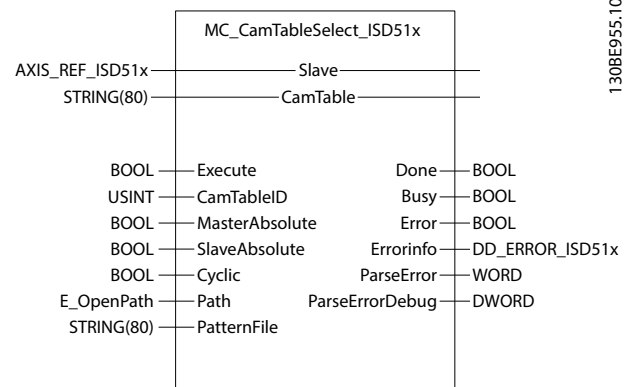 MC_CamTableSelect_ISD51x
AXIS_REF_ISD51x Slave
STRING(80) CamTable
BOOL Execute Done BOOL
USINT CamTableID Busy BOOL
BOOL MasterAbsolute Error BOOL
BOOL SlaveAbsolute Errorinfo DD_ERROR_ISD51x
BOOL Cyclic ParseError WORD
E_OpenPath Path ParseErrorDebug DWORD
STRING(80) PatternFile
130BE955.10